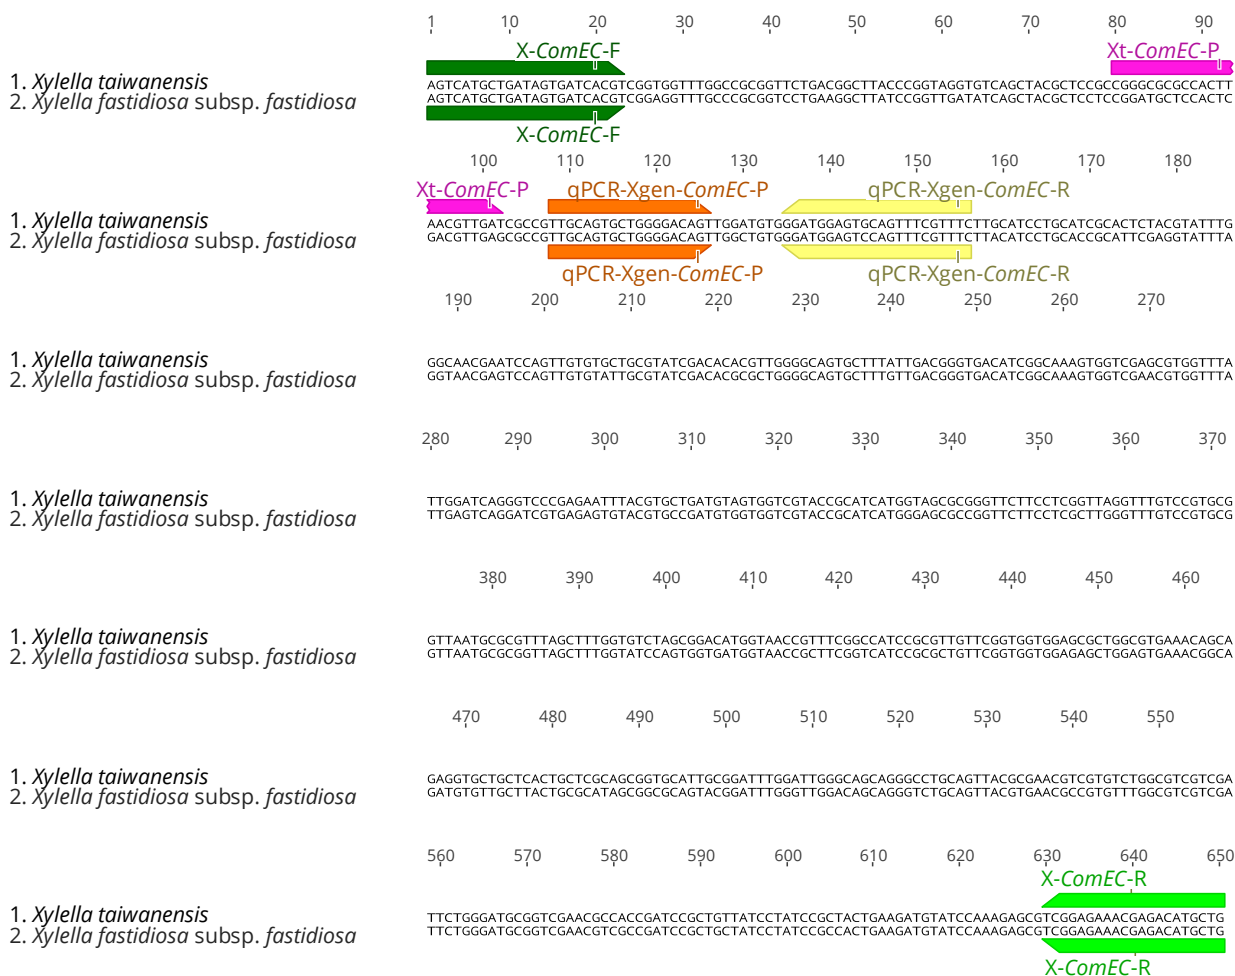 1 10 20 30 40 50 60 70 80 90
X-ComEC-F Xt-ComEC-P
1. Xylella taiwanensis AGTCATGCTGATAGTGATCACGTCGGTGGTTTGGCCGCGGTTCTGACGGCTTACCCGGTAGGTGTCAGCTACGCTCCGCCGGGCGCGCCACTT
2. Xylella fastidiosa subsp. fastidiosa AGTCATGCTGATAGTGATCACGTCGGAGGTTTGCCCGCGGTCCTGAAGGCTTATCCGGTTGATATCAGCTACGCTCCTCCGGATGCTCCACTC
X-ComEC-F
100 110 120 130 140 150 160 170 180
Xt-ComEC-P qPCR-Xgen-ComEC-P qPCR-Xgen-ComEC-R
1. Xylella taiwanensis AACGTTGATCGCCGTTGCAGTGCTGGGGACAGTTGGATGTGGGATGGAGTGCAGTTTCGTTTCTTGCATCCTGCATCGCACTCTACGTATTTG
2. Xylella fastidiosa subsp. fastidiosa GACGTTGAGCGCCGTTGCAGTGCTGGGGACAGTTGGCTGTGGGATGGAGTCCAGTTTCGTTTCTTACATCCTGCACCGCATTCGAGGTATTTA
qPCR-Xgen-ComEC-P qPCR-Xgen-ComEC-R
190 200 210 220 230 240 250 260 270
1. Xylella taiwanensis GGCAACGAATCCAGTTGTGTGCTGCGTATCGACACACGTTGGGGCAGTGCTTTATTGACGGGTGACATCGGCAAAGTGGTCGAGCGTGGTTTA
2. Xylella fastidiosa subsp. fastidiosa GGTAACGAGTCCAGTTGTGTATTGCGTATCGACACGCGCTGGGGCAGTGCTTTGTTGACGGGTGACATCGGCAAAGTGGTCGAACGTGGTTTA
280 290 300 310 320 330 340 350 360 370
1. Xylella taiwanensis TTGGATCAGGGTCCCGAGAATTTACGTGCTGATGTAGTGGTCGTACCGCATCATGGTAGCGCGGGTTCTTCCTCGGTTAGGTTTGTCCGTGCG
2. Xylella fastidiosa subsp. fastidiosa TTGAGTCAGGATCGTGAGAGTGTACGTGCCGATGTGGTGGTCGTACCGCATCATGGGAGCGCCGGTTCTTCCTCGCTTGGGTTTGTCCGTGCG
380 390 400 410 420 430 440 450 460
1. Xylella taiwanensis GTTAATGCGCGTTTAGCTTTGGTGTCTAGCGGACATGGTAACCGTTTCGGCCATCCGCGTTGTTCGGTGGTGGAGCGCTGGCGTGAAACAGCA
2. Xylella fastidiosa subsp. fastidiosa GTTAATGCGCGGTTAGCTTTGGTATCCAGTGGTGATGGTAACCGCTTCGGTCATCCGCGCTGTTCGGTGGTGGAGAGCTGGAGTGAAACGGCA
470 480 490 500 510 520 530 540 550
1. Xylella taiwanensis GAGGTGCTGCTCACTGCTCGCAGCGGTGCATTGCGGATTTGGATTGGGCAGCAGGGCCTGCAGTTACGCGAACGTCGTGTCTGGCGTCGTCGA
2. Xylella fastidiosa subsp. fastidiosa GATGTGTTGCTTACTGCGCATAGCGGCGCAGTACGGATTTGGGTTGGACAGCAGGGTCTGCAGTTACGTGAACGCCGTGTTTGGCGTCGTCGA
560 570 580 590 600 610 620 630 640 650
X-ComEC-R
1. Xylella taiwanensis TTCTGGGATGCGGTCGAACGCCACCGATCCGCTGTTATCCTATCCGCTACTGAAGATGTATCCAAAGAGCGTCGGAGAAACGAGACATGCTG
2. Xylella fastidiosa subsp. fastidiosa TTCTGGGATGCGGTCGAACGTCGCCGATCCGCTGCTATCCTATCCGCCACTGAAGATGTATCCAAAGAGCGTCGGAGAAACGAGACATGCTG
X-ComEC-R